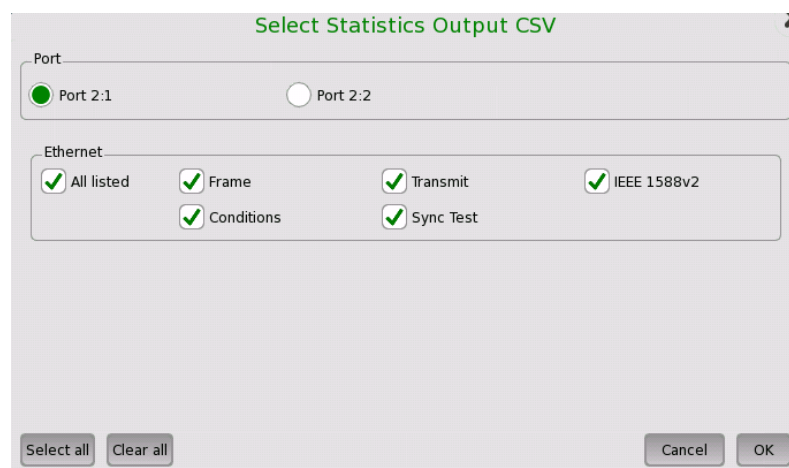 Select Statistics Output CSV
Port
Port 2:1 Port 2:2
Ethernet
All listed Frame Transmit IEEE 1588v2
Conditions Sync Test
Select all Clear all Cancel OK